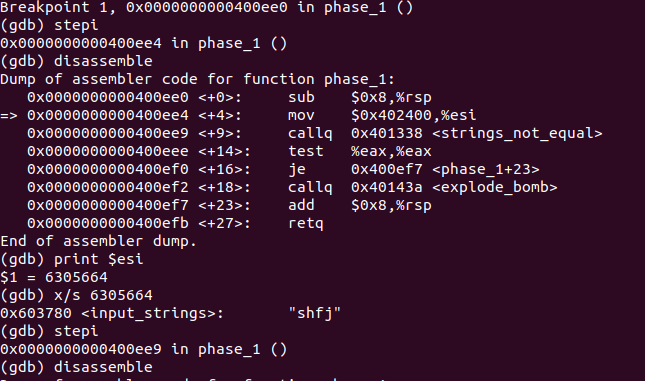 Breakpoint 1, 0x0000000000400ee0 in phase_1 ()
(gdb) stepi
0x0000000000400ee4 in phase_1 ()
(gdb) disassemble
Dump of assembler code for function phase_1:
   0x0000000000400ee0 <+0>:	sub    $0x8,%rsp
=> 0x0000000000400ee4 <+4>:	mov    $0x402400,%esi
   0x0000000000400ee9 <+9>:	callq  0x401338 <strings_not_equal>
   0x0000000000400eee <+14>:	test   %eax,%eax
   0x0000000000400ef0 <+16>:	je     0x400ef7 <phase_1+23>
   0x0000000000400ef2 <+18>:	callq  0x40143a <explode_bomb>
   0x0000000000400ef7 <+23>:	add    $0x8,%rsp
   0x0000000000400efb <+27>:	retq
End of assembler dump.
(gdb) print $esi
$1 = 6305664
(gdb) x/s 6305664
0x603780 <input_strings>:	"shfj"
(gdb) stepi
0x0000000000400ee9 in phase_1 ()
(gdb) disassemble